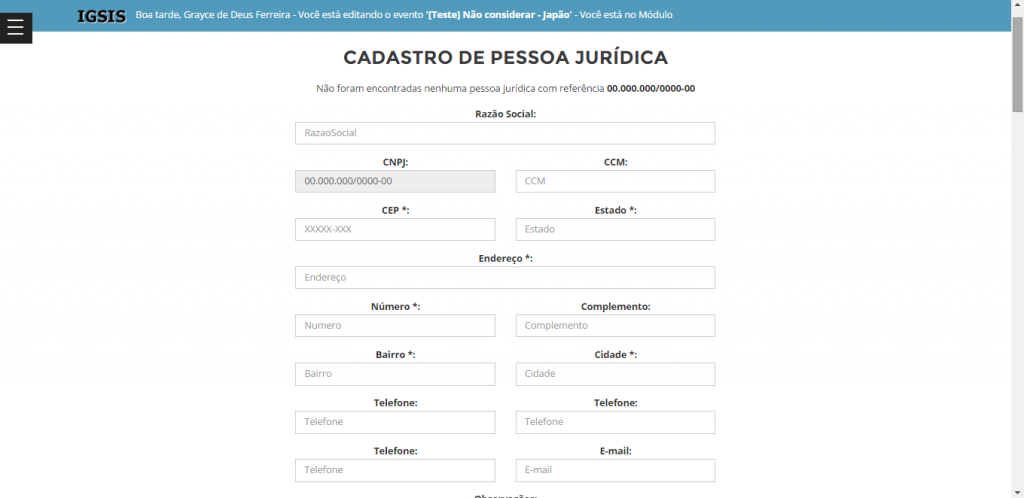 IGSIS Boa tarde, Grayce de Deus Ferreira - Você está editando o evento '[Teste] Não considerar - Japão' - Você está no Módulo
CADASTRO DE PESSOA JURÍDICA
Não foram encontradas nenhuma pessoa jurídica com referência 00.000.000/0000-00
Razão Social:
RazaoSocial
CNPJ: CCM:
00.000.000/0000-00 CCM
CEP *: Estado *:
XXXXX-XXX Estado
Endereço *:
Endereço
Número *: Complemento:
Numero Complemento
Bairro *: Cidade *:
Bairro Cidade
Telefone: Telefone:
Telefone Telefone
Telefone: E-mail:
Telefone E-mail
Observações: